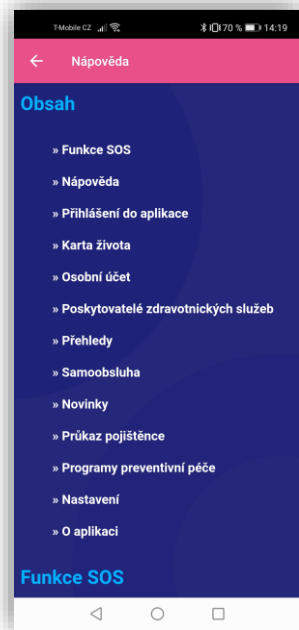 T-Mobile CZ 70 % 14:19
Nápověda
Obsah
» Funkce SOS
» Nápověda
» Přihlášení do aplikace
» Karta života
» Osobní účet
» Poskytovatelé zdravotnických služeb
» Přehledy
» Samoobsluha
» Novinky
» Průkaz pojištěnce
» Programy preventivní péče
» Nastavení
» O aplikaci
Funkce SOS